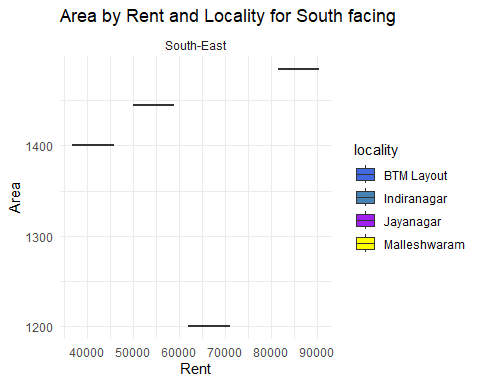 Area by Rent and Locality for South facing
South-East
1400
1300
1200
Area
40000 50000 60000 70000 80000 90000
Rent
locality
BTM Layout
Indiranagar
Jayanagar
Malleshwaram